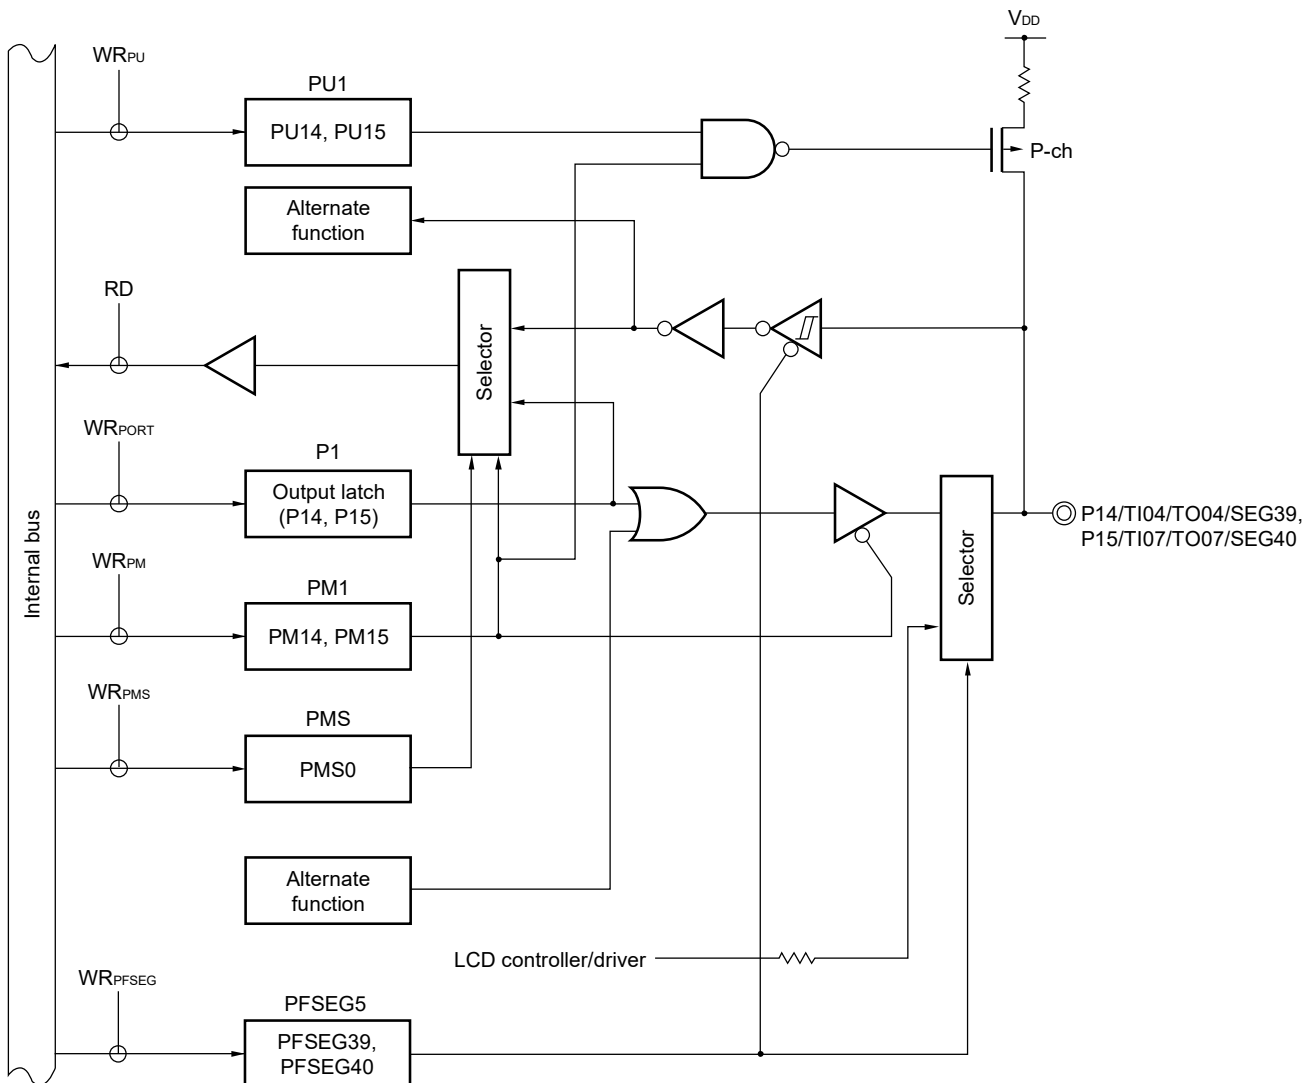 VDD
WRPU
PU1
PU14, PU15
P-ch
Alternate
function
RD
Selector
WRPORT
P1
Output latch
(P14, P15)
P14/TI04/TO04/SEG39,
P15/TI07/TO07/SEG40
Selector
Internal bus
WRPM
PM1
PM14, PM15
WRPMS
PMS
PMS0
Alternate
function
LCD controller/driver
WRPFSEG
PFSEG5
PFSEG39,
PFSEG40